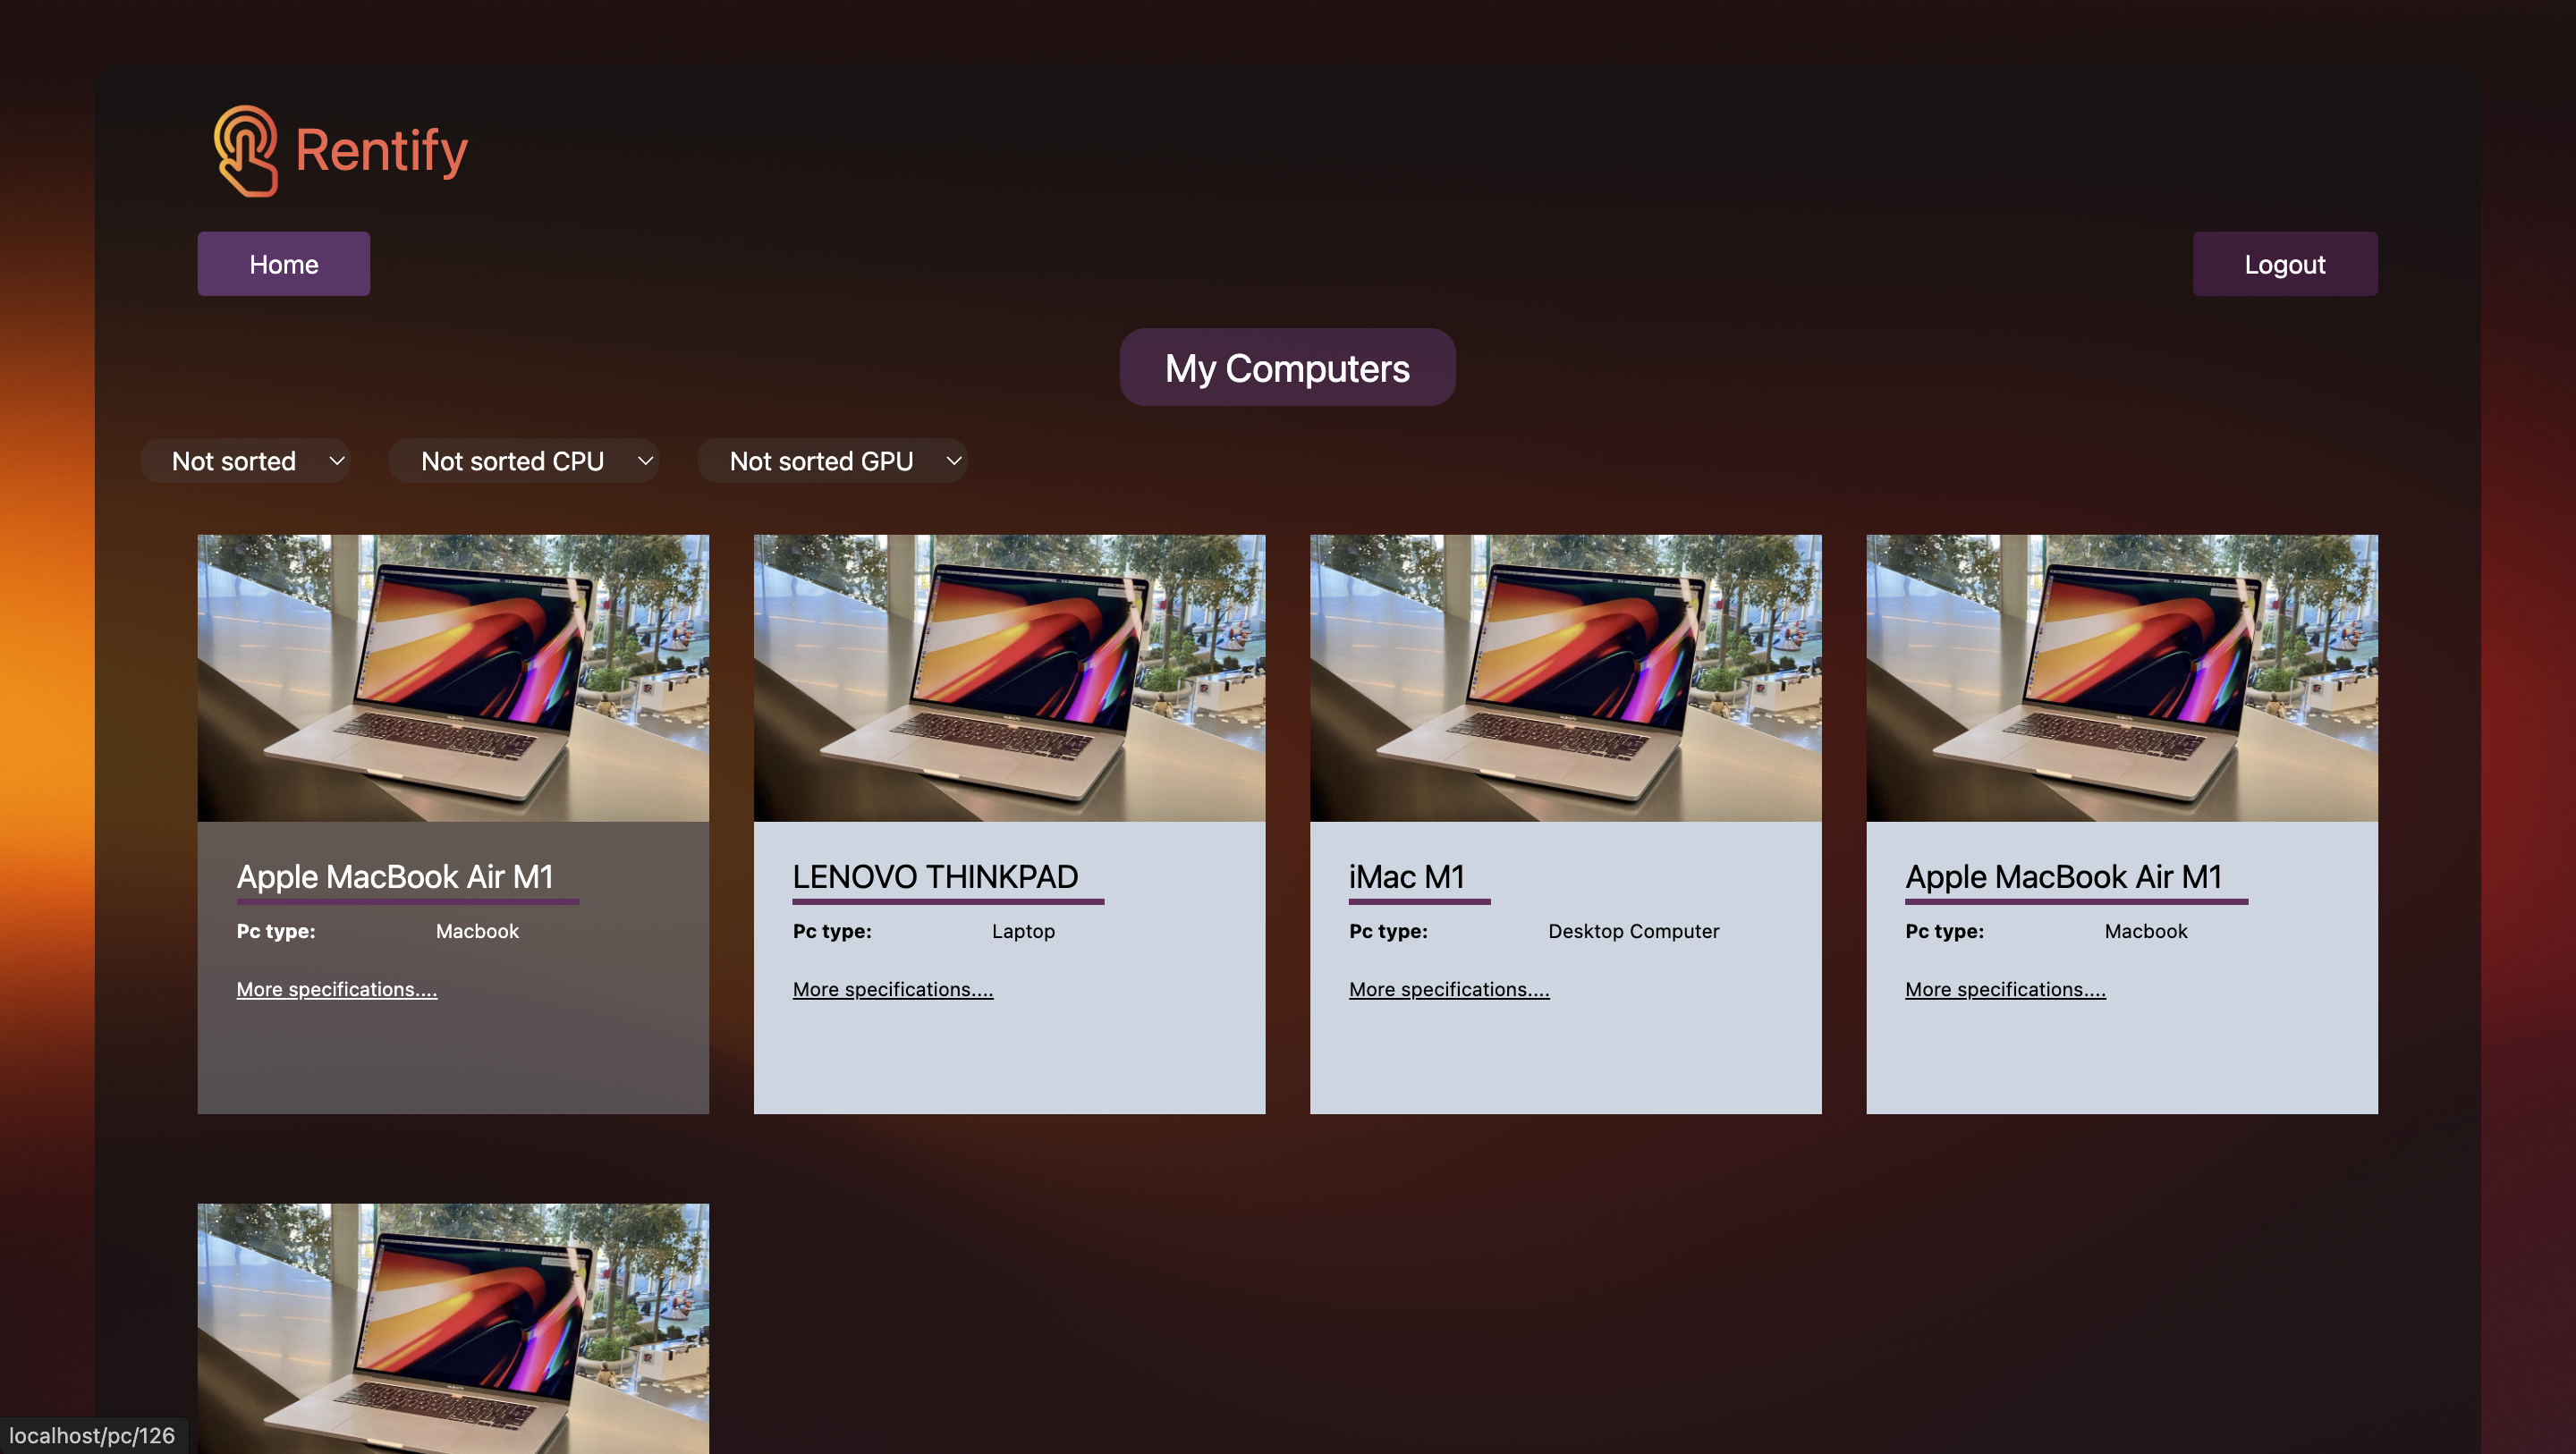 Rentify
Home
Logout
My Computers
Not sorted
Not sorted CPU
Not sorted GPU
Apple MacBook Air M1
Pc type: Macbook
More specifications....
LENOVO THINKPAD
Pc type: Laptop
More specifications....
iMac M1
Pc type: Desktop Computer
More specifications....
Apple MacBook Air M1
Pc type: Macbook
More specifications....
localhost/pc/126